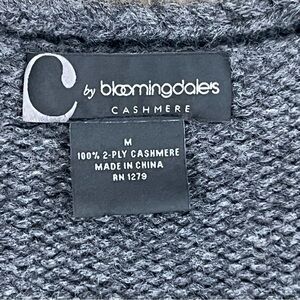 C by bloomingdale's
CASHMERE
M
100% 2-PLY CASHMERE
MADE IN CHINA
RN 1279